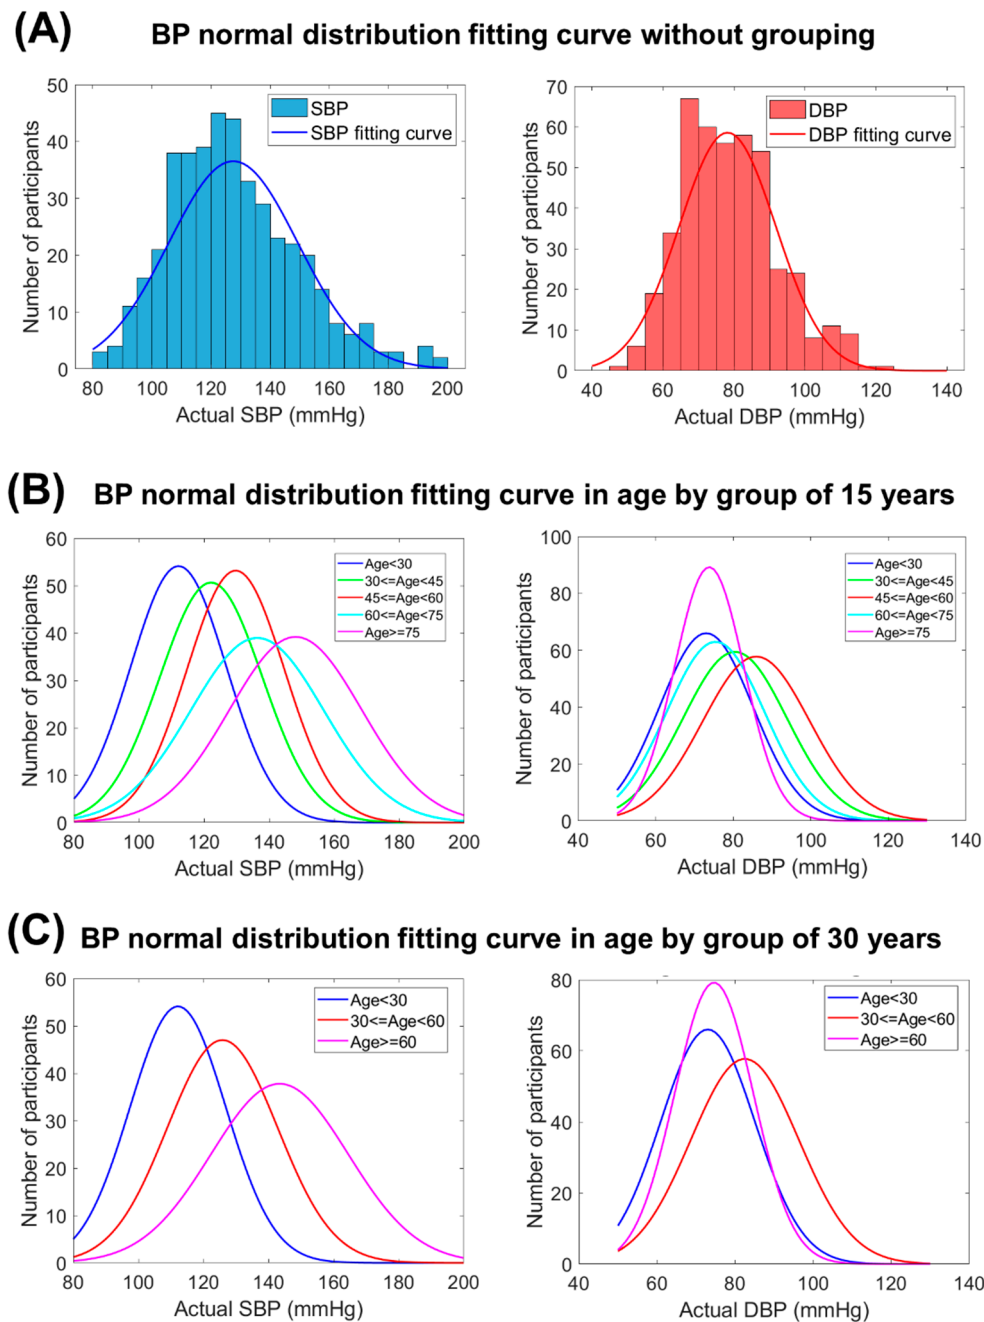 (A) BP normal distribution fitting curve without grouping
50
40
30
20
10
0
80 100 120 140 160 180 200
Number of participants
Actual SBP (mmHg)
SBP
SBP fitting curve
70
60
50
40
30
20
10
0
40 60 80 100 120 140
Number of participants
Actual DBP (mmHg)
DBP
DBP fitting curve
(B) BP normal distribution fitting curve in age by group of 15 years
60
50
40
30
20
10
0
80 100 120 140 160 180 200
Number of participants
Actual SBP (mmHg)
Age<30
30<=Age<45
45<=Age<60
60<=Age<75
Age>=75
100
80
60
40
20
0
40 60 80 100 120 140
Number of participants
Actual DBP (mmHg)
Age<30
30<=Age<45
45<=Age<60
60<=Age<75
Age>=75
(C) BP normal distribution fitting curve in age by group of 30 years
60
50
40
30
20
10
0
80 100 120 140 160 180 200
Number of participants
Actual SBP (mmHg)
Age<30
30<=Age<60
Age>=60
80
60
40
20
0
40 60 80 100 120 140
Number of participants
Actual DBP (mmHg)
Age<30
30<=Age<60
Age>=60